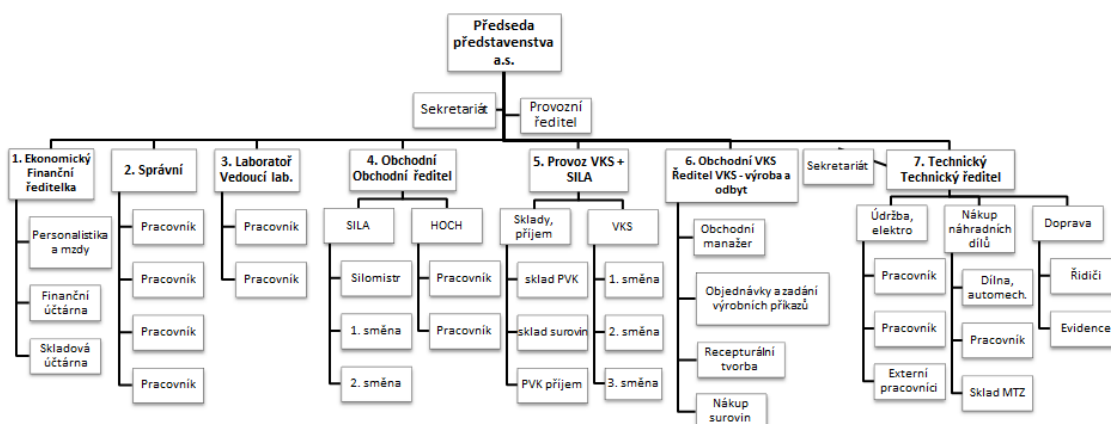 Předseda
představenstva
a.s.
Sekretariát
Provozní
ředitel
1. Ekonomický
Finanční
ředitelka
Personalistika
a mzdy
Finanční
účtárna
Skladová
účtárna
2. Správní
Pracovník
Pracovník
Pracovník
Pracovník
3. Laboratoř
Vedoucí lab.
Pracovník
Pracovník
4. Obchodní
Obchodní ředitel
SILA
Silomistr
1. směna
2. směna
HOCH
Pracovník
Pracovník
5. Provoz VKS +
SILA
Sklady,
příjem
sklad PVK
sklad surovin
PVK příjem
VKS
1. směna
2. směna
3. směna
6. Obchodní VKS
Ředitel VKS - výroba a
odbyt
Obchodní
manažer
Objednávky a zadání
výrobních příkazů
Recepturální
tvorba
Nákup
surovin
Sekretariát
7. Technický
Technický ředitel
Údržba,
elektro
Pracovník
Pracovník
Externí
pracovníci
Nákup
náhradních
dílů
Dílna,
automech.
Pracovník
Sklad MTZ
Doprava
Řidiči
Evidence